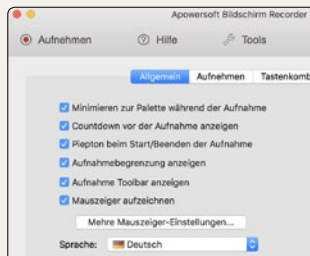 Apowersoft Bildschirm Recorder
Aufnehmen Hilfe Tools
Allgemein Aufnehmen Tastenkomb
Minimieren zur Palette während der Aufnahme
Countdown vor der Aufnahme anzeigen
Piepton beim Start/Beenden der Aufnahme
Aufnahmebegrenzung anzeigen
Aufnahme Toolbar anzeigen
Mauszeiger aufzeichnen
Mehre Mauszeiger-Einstellungen...
Sprache: Deutsch